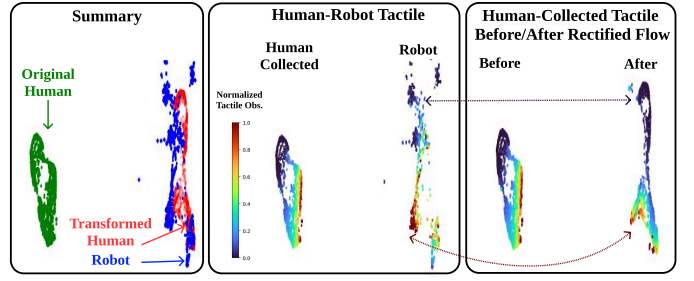 Summary
Original
Human
Transformed
Human
Robot
Human-Robot Tactile
Human
Collected
Robot
Normalized
Tactile Obs.
1.0
0.8
0.6
0.4
0.2
0.0
Human-Collected Tactile
Before/After Rectified Flow
Before
After